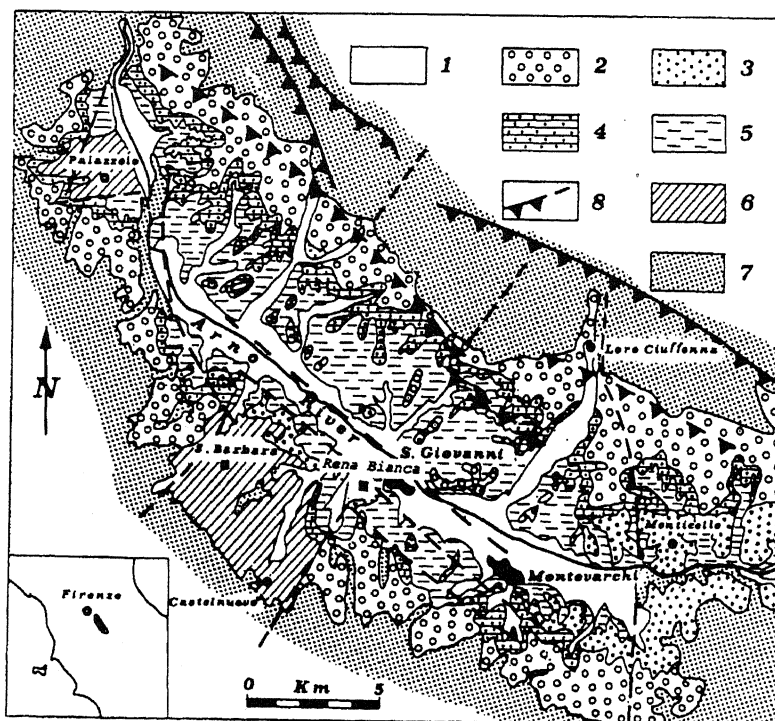 1
2
3
4
5
8
6
7
Palazzolo
N
Arno
River
Loro Ciuffenna
S. Giovanni
S. Barbara
Rena Bianca
Monticello
Montevarchi
Castelnuovo
Firenze
0 Km 5